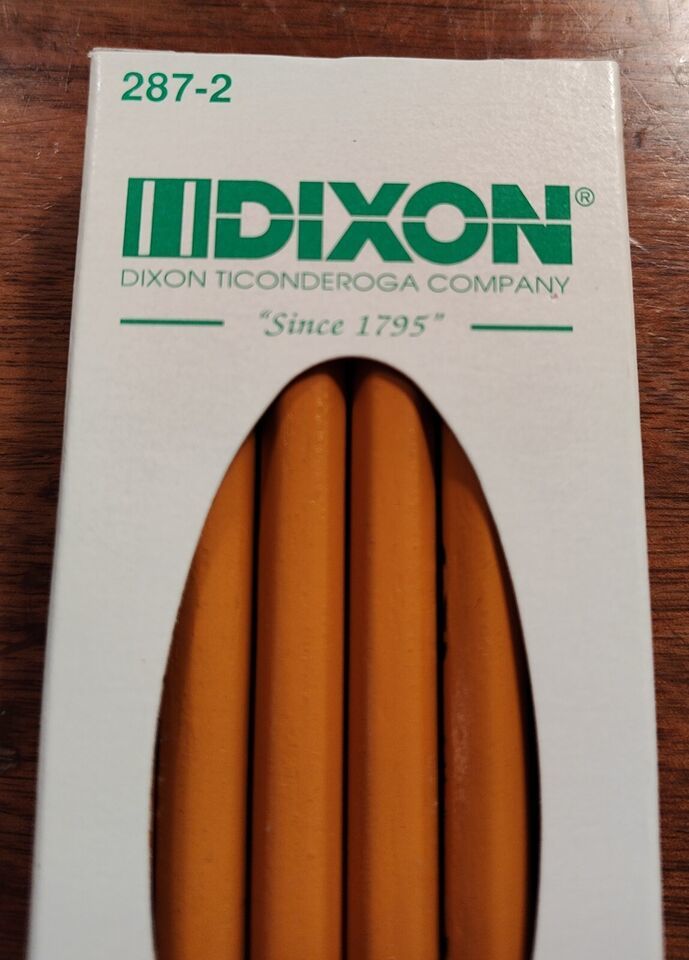 287-2
DIXON®
DIXON TICONDEROGA COMPANY
"Since 1795"